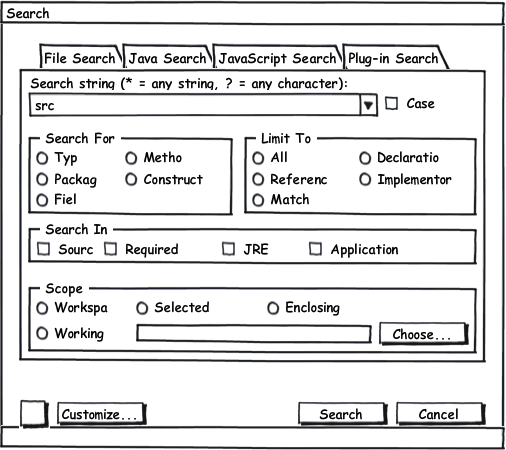 Search
File Search Java Search JavaScript Search Plug-in Search
Search string (* = any string, ? = any character):
src Case
Search For Limit To
Typ Metho All Declaratio
Packag Construct Referenc Implementor
Fiel Match
Search In
Sourc Required JRE Application
Scope
Workspa Selected Enclosing
Working Choose...
Customize... Search Cancel